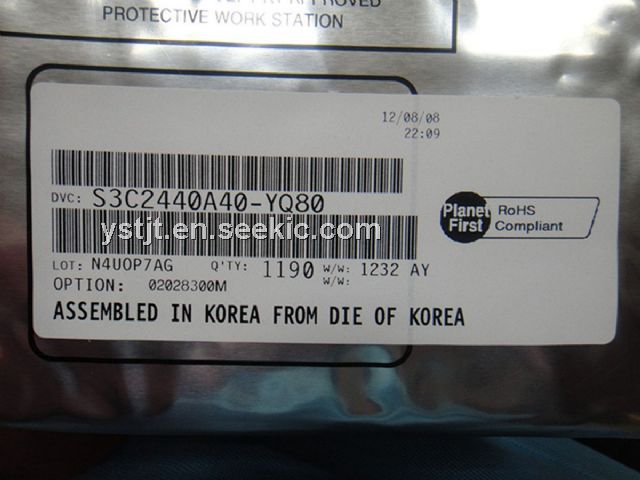 APPROVED
PROTECTIVE WORK STATION
12/08/08
22:09
DVC: S3C2440A40-YQ80
ystjt.en.seekic.com
Planet First
RoHS Compliant
LOT: N4UOP7AG Q'TY: 1190 W/W: 1232 AY
W/W:
OPTION: 02028300M
ASSEMBLED IN KOREA FROM DIE OF KOREA